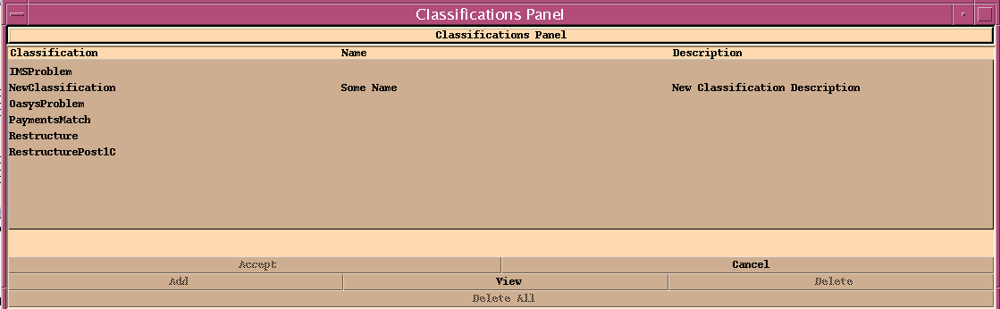 Classifications Panel
Classifications Panel
Classification Name Description
IMSProblem
NewClassification Some Name New Classification Description
OasysProblem
PaymentsMatch
Restructure
RestructurePost1C
Accept Cancel
Add View Delete
Delete All